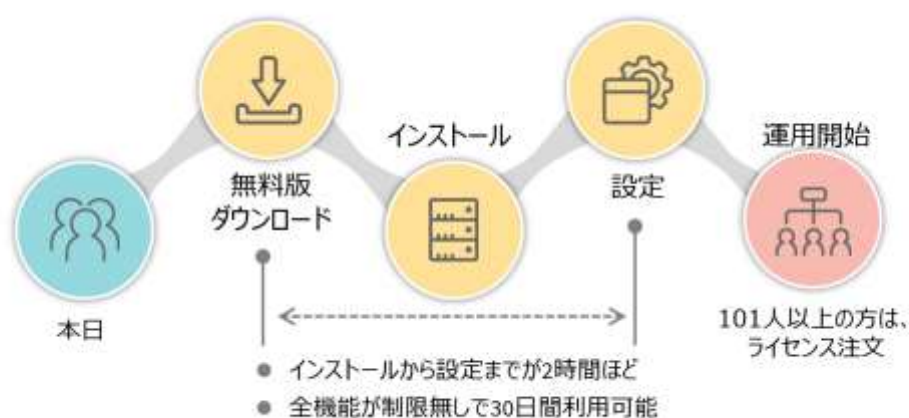 本日
無料版
ダウンロード
インストール
設定
運用開始
101人以上の方は、
ライセンス注文
インストールから設定までが2時間ほど
全機能が制限無しで30日間利用可能